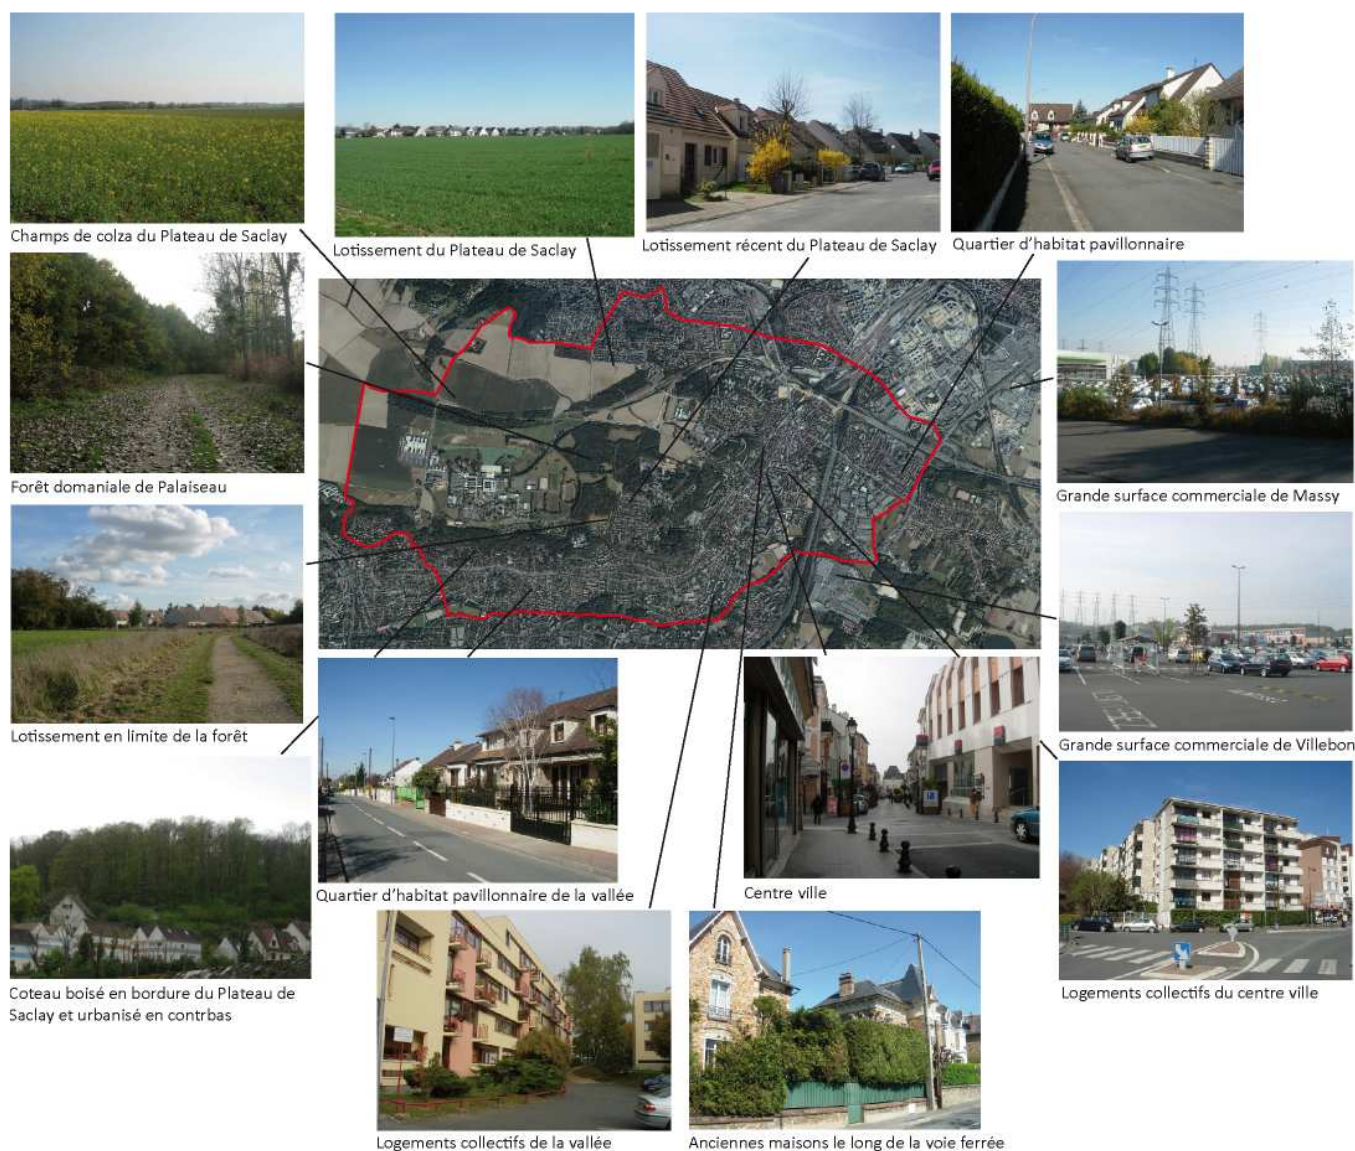 Champs de colza du Plateau de Saclay
Lotissement du Plateau de Saclay
Lotissement récent du Plateau de Saclay
Quartier d'habitat pavillonnaire
Forêt domaniale de Palaiseau
Grande surface commerciale de Massy
Lotissement en limite de la forêt
Grande surface commerciale de Villebon
Quartier d'habitat pavillonnaire de la vallée
Centre ville
Coteau boisé en bordure du Plateau de
Saclay et urbanisé en contrbas
Logements collectifs du centre ville
Logements collectifs de la vallée
Anciennes maisons le long de la voie ferrée